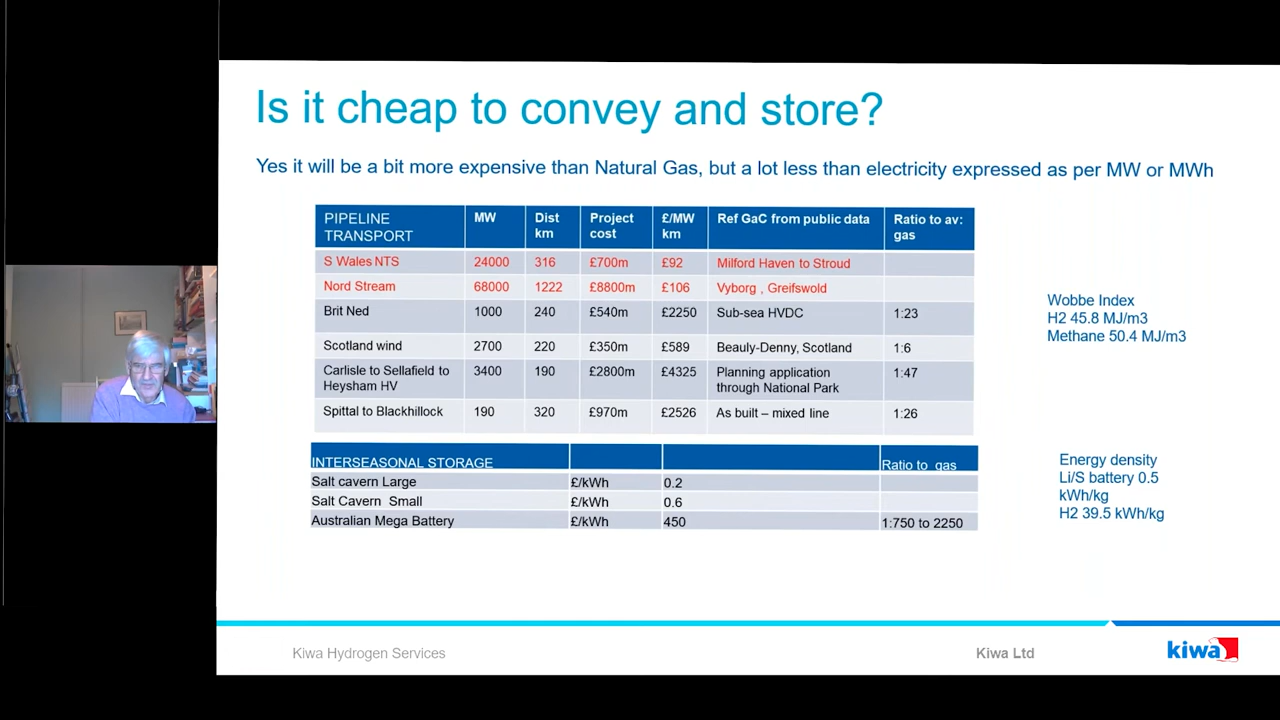 Is it cheap to convey and store?
Yes it will be a bit more expensive than Natural Gas, but a lot less than electricity expressed as per MW or MWh
PIPELINE TRANSPORT MW Dist km Project cost £/MW km Ref GaC from public data Ratio to av: gas
S Wales NTS 24000 316 £700m £92 Milford Haven to Stroud
Nord Stream 68000 1222 £8800m £106 Vyborg , Greifswold
Brit Ned 1000 240 £540m £2250 Sub-sea HVDC 1:23
Scotland wind 2700 220 £350m £589 Beauly-Denny, Scotland 1:6
Carlisle to Sellafield to Heysham HV 3400 190 £2800m £4325 Planning application through National Park 1:47
Spittal to Blackhillock 190 320 £970m £2526 As built – mixed line 1:26
INTERSEASONAL STORAGE Ratio to gas
Salt cavern Large £/kWh 0.2
Salt Cavern Small £/kWh 0.6
Australian Mega Battery £/kWh 450 1:750 to 2250
Wobbe Index
H2 45.8 MJ/m3
Methane 50.4 MJ/m3
Energy density
Li/S battery 0.5
kWh/kg
H2 39.5 kWh/kg
Kiwa Hydrogen Services
Kiwa Ltd
kiwa